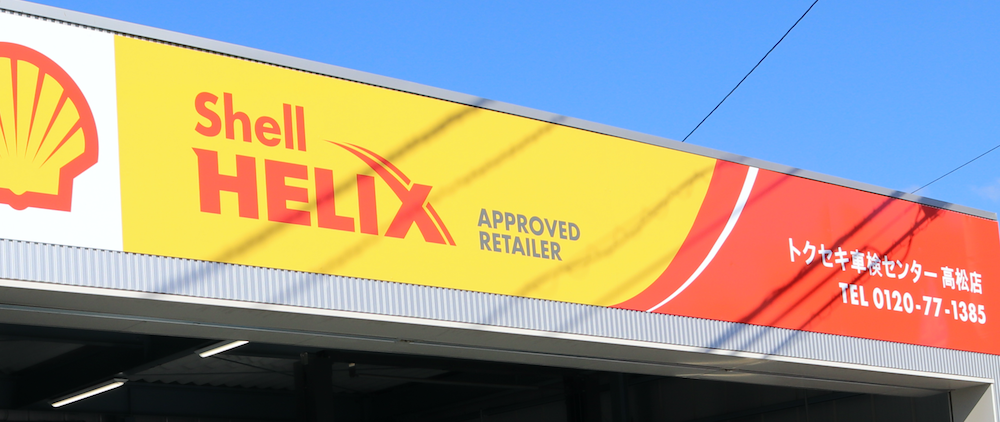 Shell
HELIX
APPROVED
RETAILER
トクセキ車検センター 高松店
TEL 0120-77-1385